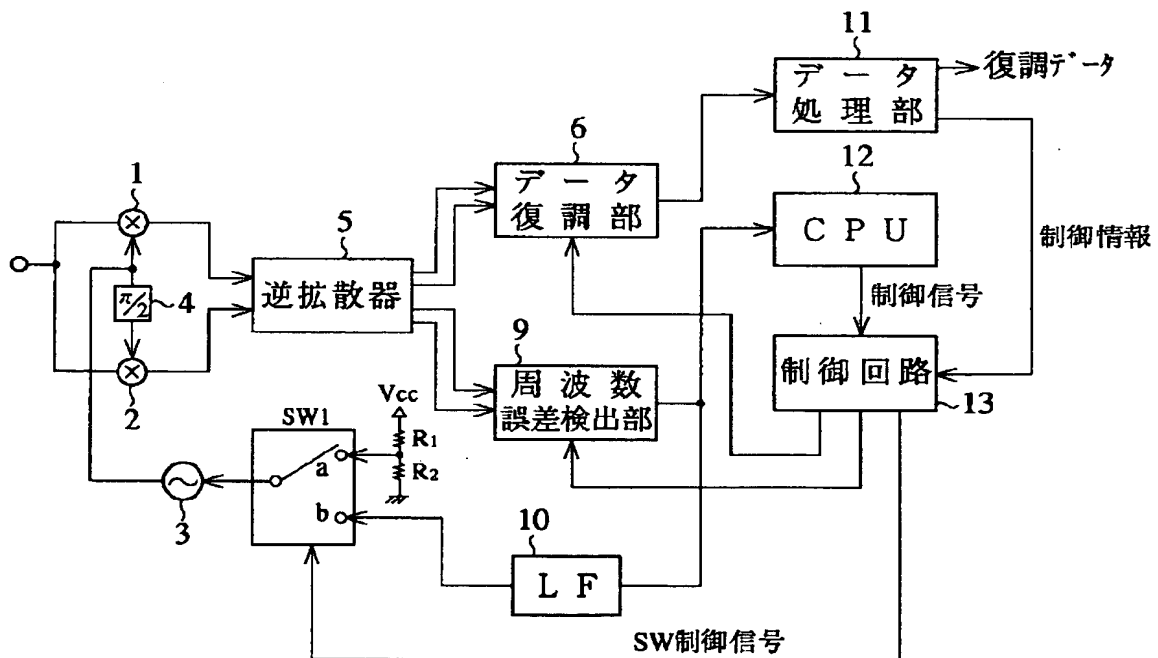 11
データ
処理部
復調データ
6
データ
復調部
12
CPU
制御情報
1
5
逆拡散器
π/2
4
制御信号
9
周波数
誤差検出部
制御回路
13
2
Vcc
SW1
R1
a
R2
3
b
10
LF
SW制御信号